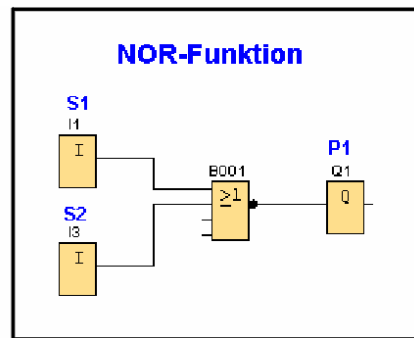 NOR-Funktion
S1
I1
I
B001
≥1
P1
Q1
Q
S2
I3
I